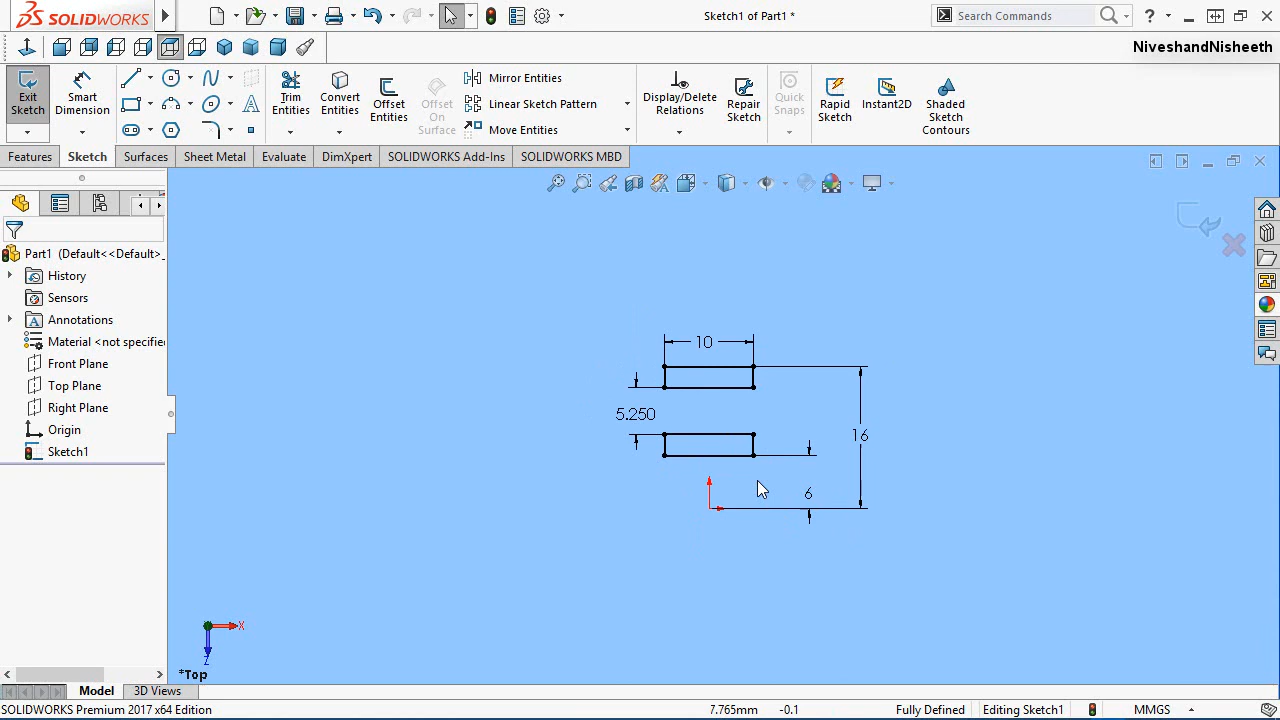 SOLIDWORKS
Sketch1 of Part1 *
Search Commands
?
NiveshandNisheeth
Exit Sketch
Smart Dimension
Trim Entities
Convert Entities
Offset Entities
Offset On Surface
Mirror Entities
Linear Sketch Pattern
Move Entities
Display/Delete Relations
Repair Sketch
Quick Snaps
Rapid Sketch
Instant2D
Shaded Sketch Contours
Features
Sketch
Surfaces
Sheet Metal
Evaluate
DimXpert
SOLIDWORKS Add-Ins
SOLIDWORKS MBD
Part1 (Default<<Default>_
History
Sensors
Annotations
Material <not specifie
Front Plane
Top Plane
Right Plane
Origin
Sketch1
10
5.250
16
6
X
Z
*Top
Model
3D Views
SOLIDWORKS Premium 2017 x64 Edition
7.765mm
-0.1
Fully Defined
Editing Sketch1
MMGS